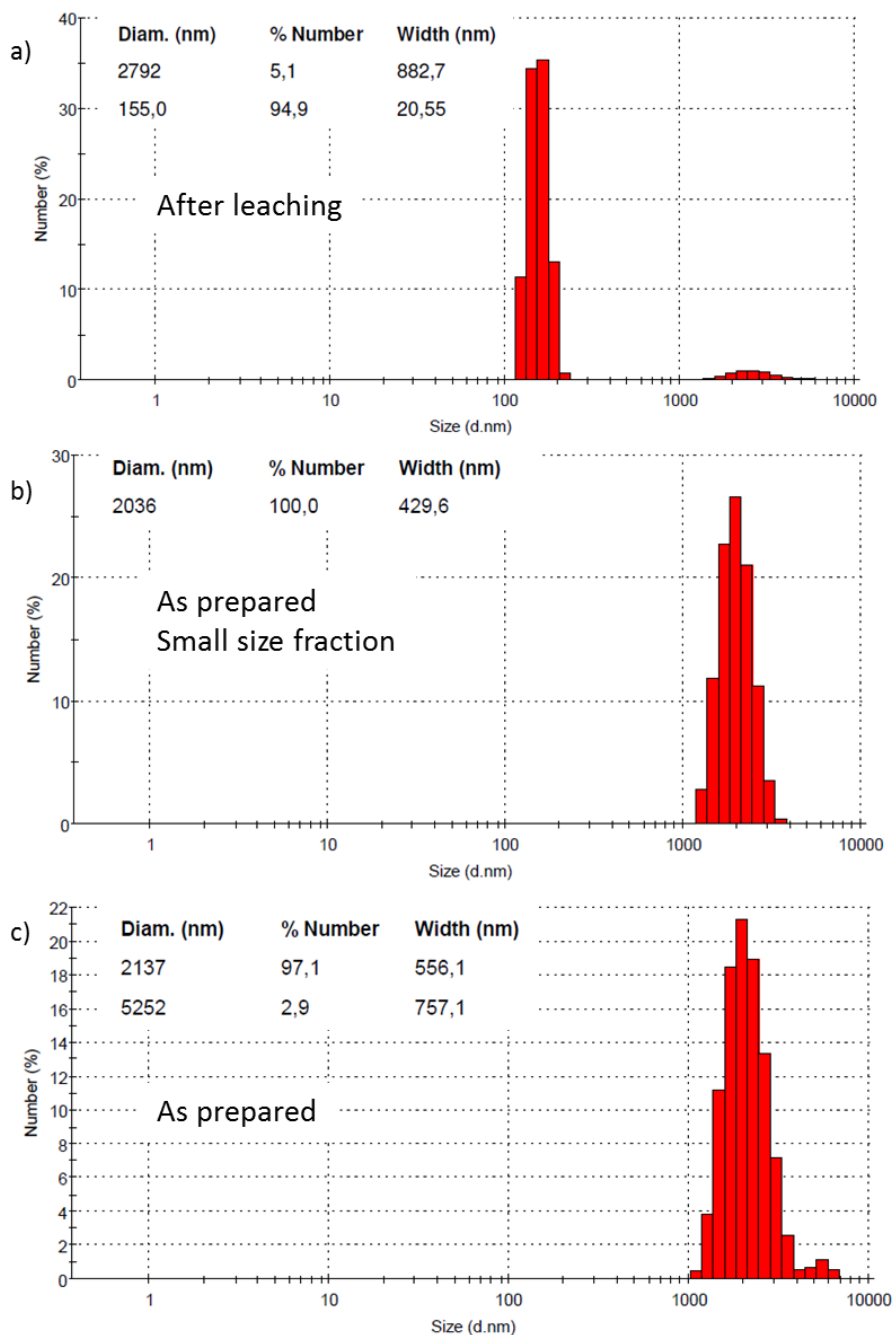 a)
Diam. (nm) % Number Width (nm)
2792 5,1 882,7
155,0 94,9 20,55
After leaching
Number (%)
40
30
20
10
0
1 10 100 1000 10000
Size (d.nm)
b)
Diam. (nm) % Number Width (nm)
2036 100,0 429,6
As prepared
Small size fraction
Number (%)
30
20
10
0
1 10 100 1000 10000
Size (d.nm)
c)
Diam. (nm) % Number Width (nm)
2137 97,1 556,1
5252 2,9 757,1
As prepared
Number (%)
22
20
18
16
14
12
10
8
6
4
2
0
1 10 100 1000 10000
Size (d.nm)